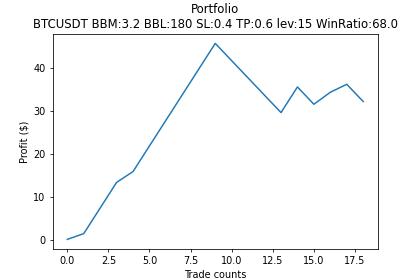 Portfolio
BTCUSDT BBM:3.2 BBL:180 SL:0.4 TP:0.6 lev:15 WinRatio:68.0
40
30
20
10
0
Profit ($)
0.0 2.5 5.0 7.5 10.0 12.5 15.0 17.5
Trade counts